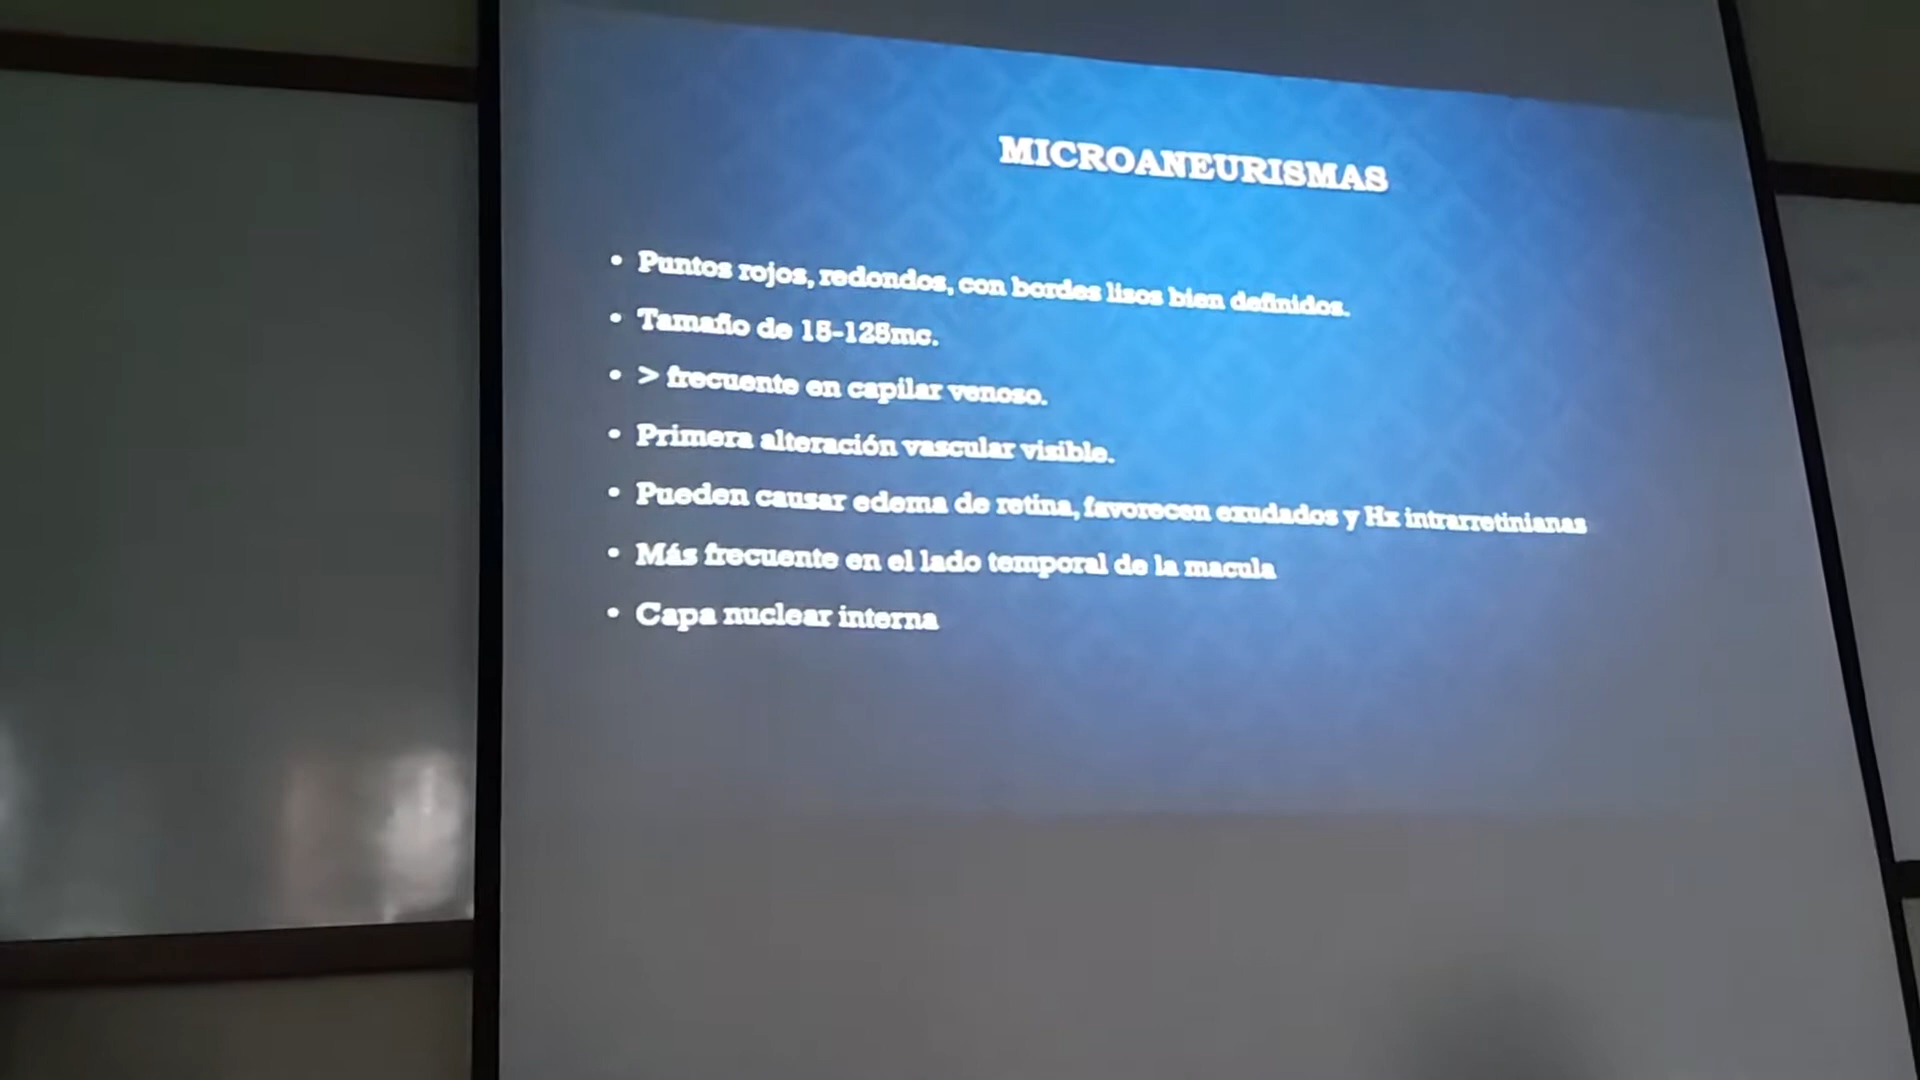 MICROANEURISMAS
• Puntos rojos, redondos, con bordes lisos bien definidos.
• Tamaño de 15-125mc.
• > frecuente en capilar venoso.
• Primera alteración vascular visible.
• Pueden causar edema de retina, favorecen exudados y Hx intrarretinianas
• Más frecuente en el lado temporal de la macula
• Capa nuclear interna